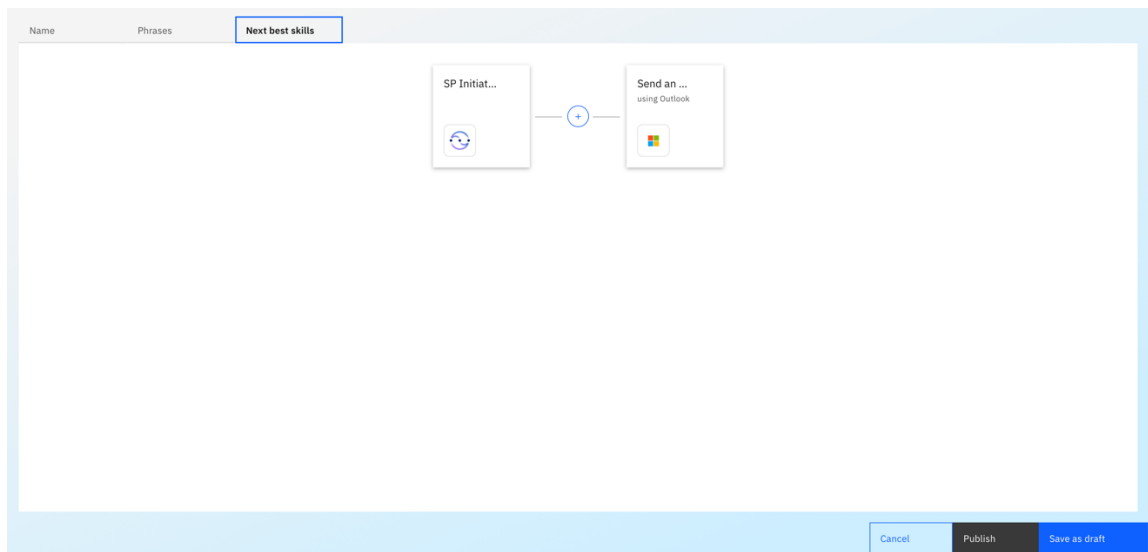 Name
Phrases
Next best skills
SP Initiat...
Send an ...
using Outlook
+
Cancel
Publish
Save as draft